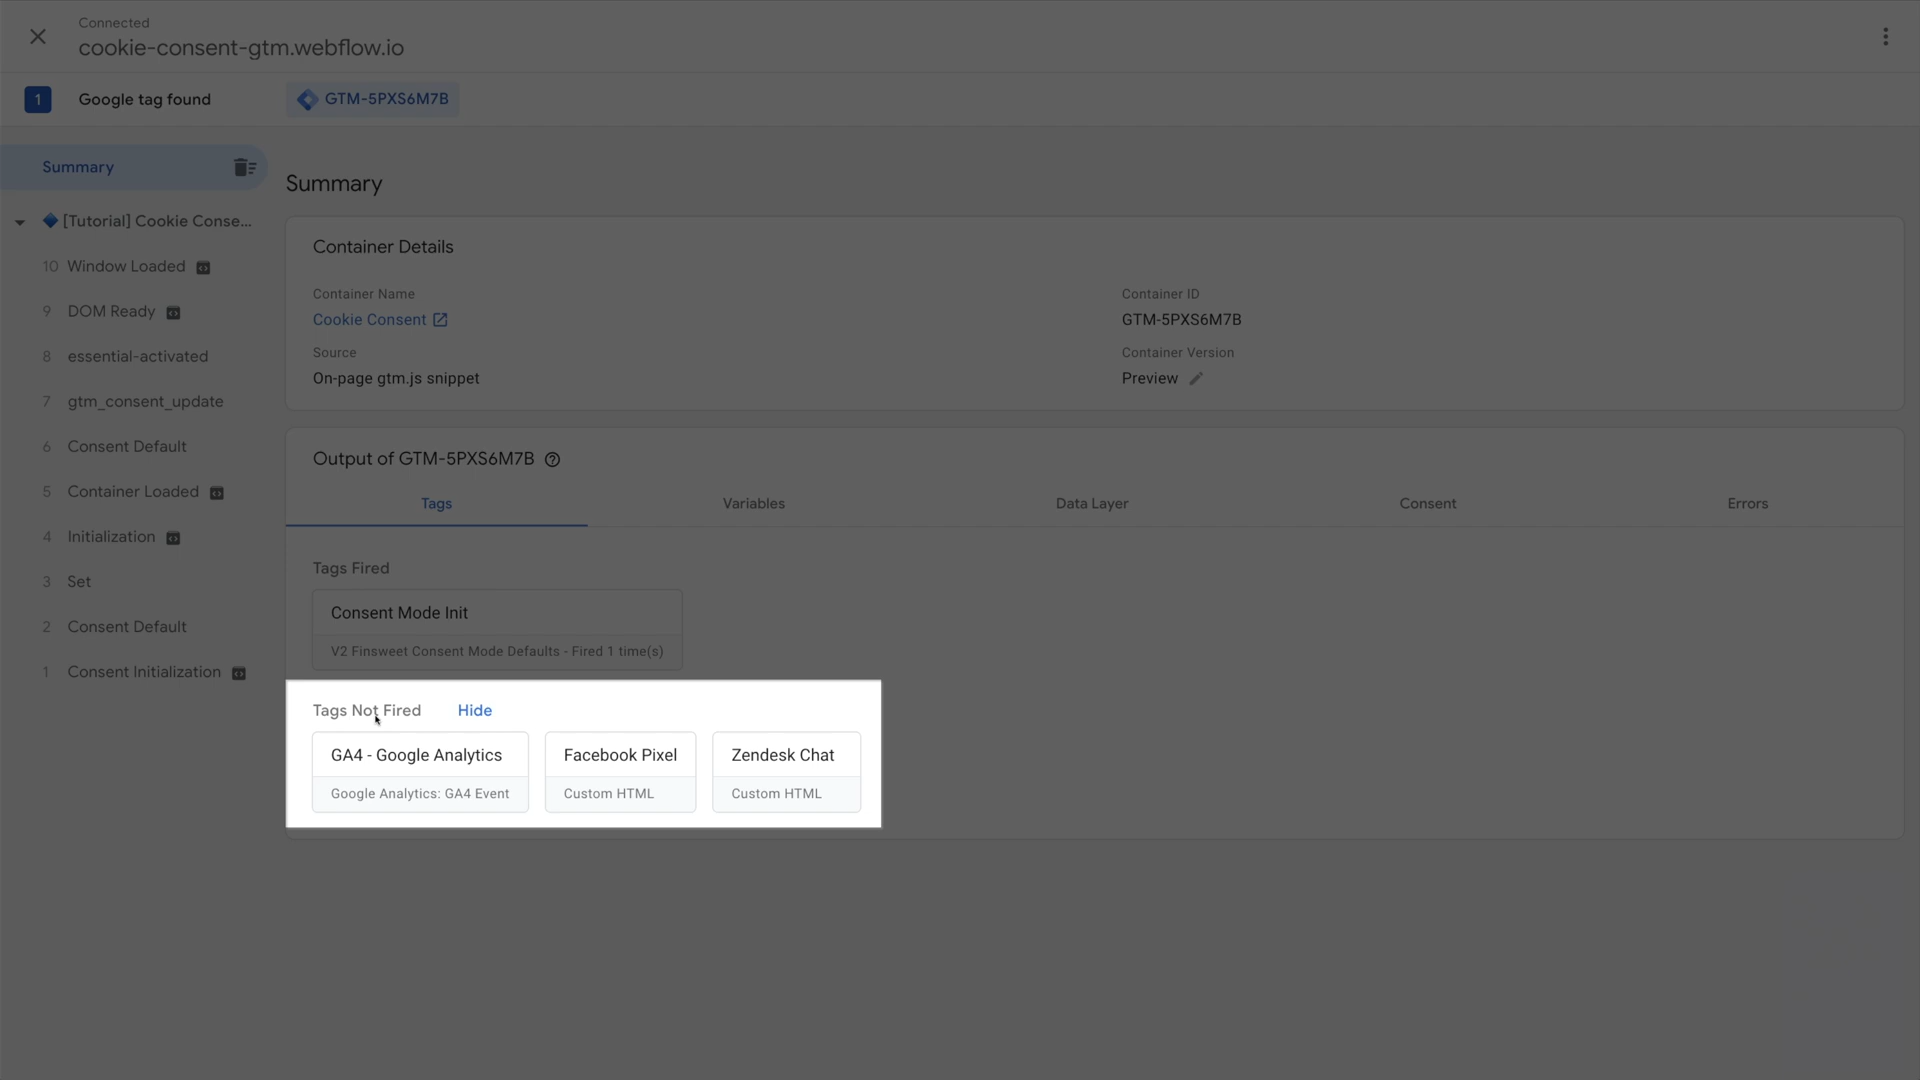 Connected
cookie-consent-gtm.webflow.io
1 Google tag found GTM-5PXS6M7B
Summary
[Tutorial] Cookie Conse...
10 Window Loaded
9 DOM Ready
8 essential-activated
7 gtm_consent_update
6 Consent Default
5 Container Loaded
4 Initialization
3 Set
2 Consent Default
1 Consent Initialization
Summary
Container Details
Container Name
Cookie Consent
Container ID
GTM-5PXS6M7B
Source
On-page gtm.js snippet
Container Version
Preview
Output of GTM-5PXS6M7B
Tags Variables Data Layer Consent Errors
Tags Fired
Consent Mode Init
V2 Finsweet Consent Mode Defaults - Fired 1 time(s)
Tags Not Fired Hide
GA4 - Google Analytics
Google Analytics: GA4 Event
Facebook Pixel
Custom HTML
Zendesk Chat
Custom HTML